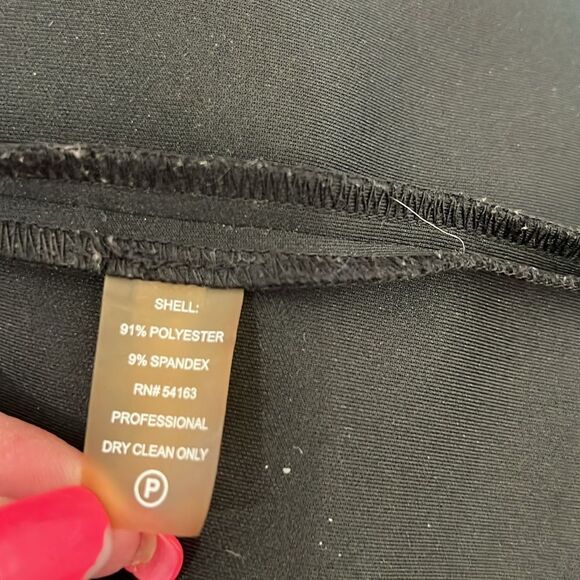 SHELL:
91% POLYESTER
9% SPANDEX
RN# 54163
PROFESSIONAL
DRY CLEAN ONLY
P